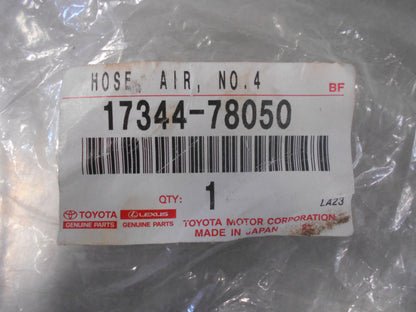 HOSE, AIR, NO.4
BF
17344-78050
QTY: 1
LA23
TOYOTA
GENUINE PARTS
LEXUS
GENUINE PARTS
TOYOTA MOTOR CORPORATION
MADE IN JAPAN